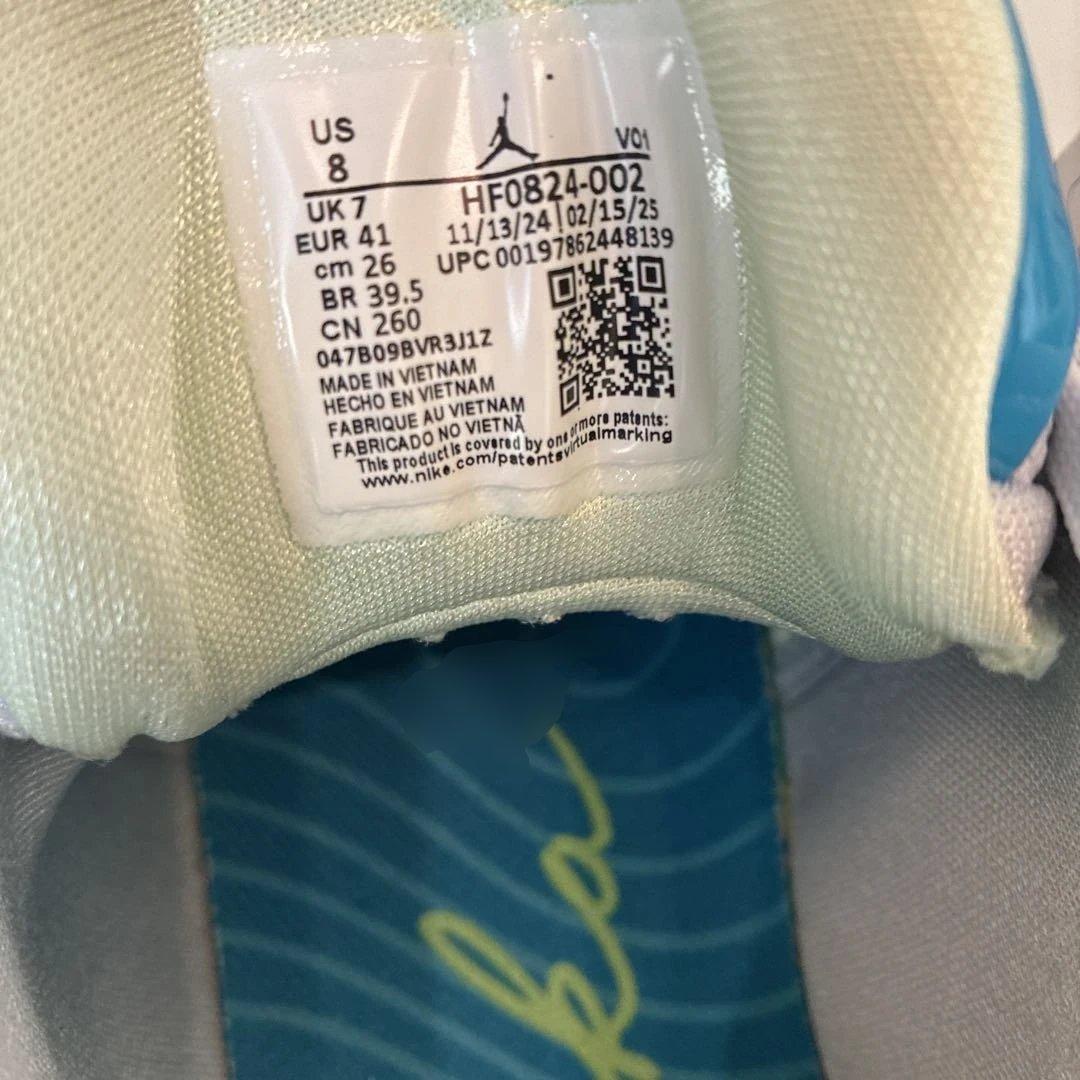 US
8
V01
HF0824-002
UK 7
11/13/24 | 02/15/25
EUR 41
UPC 00197862448139
cm 26
BR 39.5
CN 260
047B09BVR3J1Z
MADE IN VIETNAM
HECHO EN VIETNAM
FABRIQUE AU VIETNAM
FABRICADO NO VIETNÃ
This product is covered by one or more patents:
www.nike.com/patentsvirtualmarking